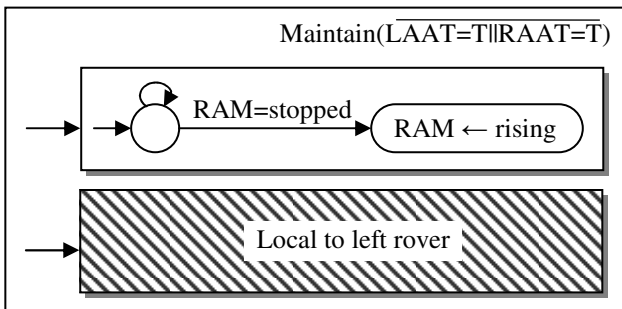 Maintain(LAAT=T||RAAT=T)
RAM=stopped
RAM ← rising
Local to left rover